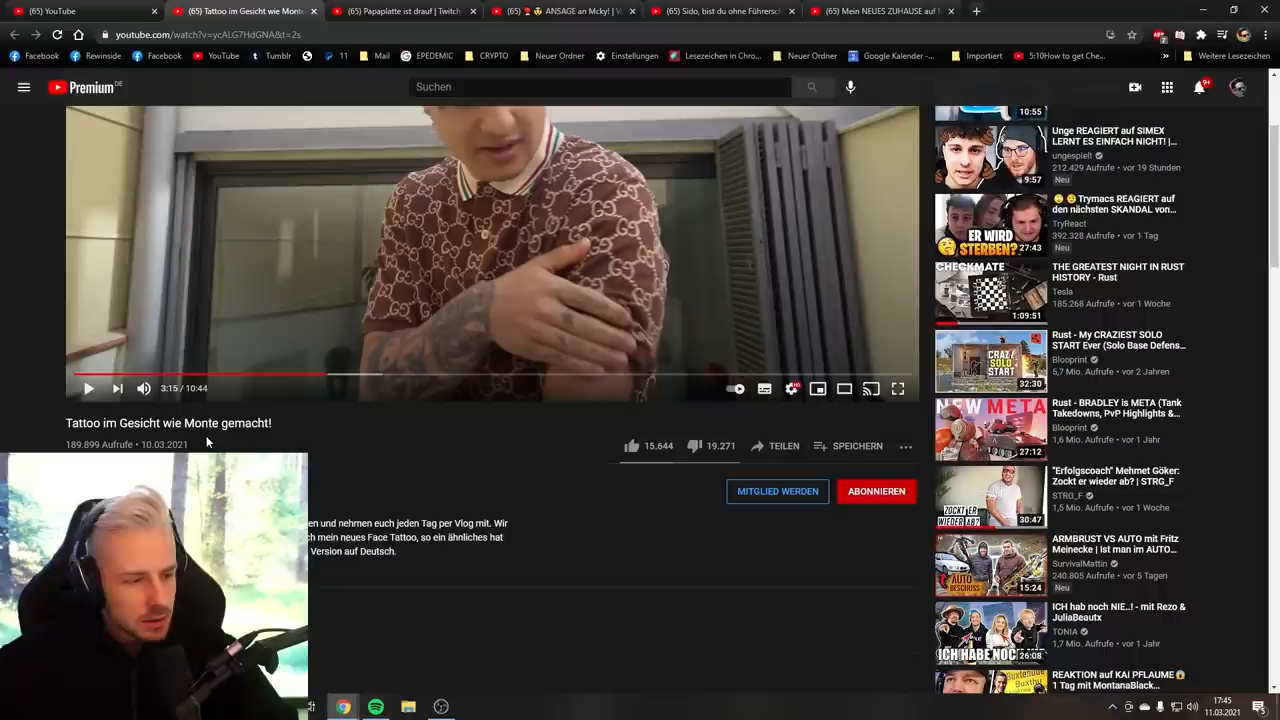 (65) YouTube
(65) Tattoo im Gesicht wie Monte
(65) Papaplatte ist drauf | Twitch
(65) ANSAGE an Mcky! | V
(65) Sido, bist du ohne Führersch
(65) Mein NEUES ZUHAUSE auf
youtube.com/watch?v=ycALG7HdGNA&t=2s
Facebook
Rewinside
Facebook
YouTube
Tumblr
11
Mail
EPEDEMIC
CRYPTO
Neuer Ordner
Einstellungen
Lesezeichen in Chro...
Neuer Ordner
Google Kalender -...
Importiert
5:10How to get Che...
»
Weitere Lesezeichen
Premium DE
Suchen
9+
3:15 / 10:44
Tattoo im Gesicht wie Monte gemacht!
189.899 Aufrufe • 10.03.2021
15.644
19.271
TEILEN
SPEICHERN
MITGLIED WERDEN
ABONNIEREN
en und nehmen euch jeden Tag per Vlog mit. Wir
ch mein neues Face Tattoo, so ein ähnliches hat
Version auf Deutsch.
10:55
Unge REAGIERT auf SIMEX
LERNT ES EINFACH NICHT! |...
ungespielt
212.429 Aufrufe • vor 19 Stunden
Neu
9:57
Trymacs REAGIERT auf
den nächsten SKANDAL von...
TryReact
392.328 Aufrufe • vor 1 Tag
Neu
ER WIRD
STERBEN?
27:43
THE GREATEST NIGHT IN RUST
HISTORY - Rust
Tesla
185.268 Aufrufe • vor 1 Woche
CHECKMATE
1:09:51
Rust - My CRAZIEST SOLO
START Ever (Solo Base Defens...
Blooprint
5,7 Mio. Aufrufe • vor 2 Jahren
32:30
Rust - BRADLEY is META (Tank
Takedowns, PvP Highlights &...
Blooprint
1,6 Mio. Aufrufe • vor 1 Jahr
NEW META
27:12
"Erfolgscoach" Mehmet Göker:
Zockt er wieder ab? | STRG_F
STRG_F
1,5 Mio. Aufrufe • vor 1 Woche
ZOCKT ER
WIEDER AB?
30:47
ARMBRUST VS AUTO mit Fritz
Meinecke | Ist man im AUTO...
SurvivalMattin
240.805 Aufrufe • vor 5 Tagen
Neu
AUTO
BESCHUSS
15:24
ICH hab noch NIE..! - mit Rezo &
JuliaBeautx
TONIA
1,7 Mio. Aufrufe • vor 1 Jahr
ICH HABE NOCH
26:08
REAKTION auf KAI PFLAUME
1 Tag mit MontanaBlack...
17:45
11.03.2021